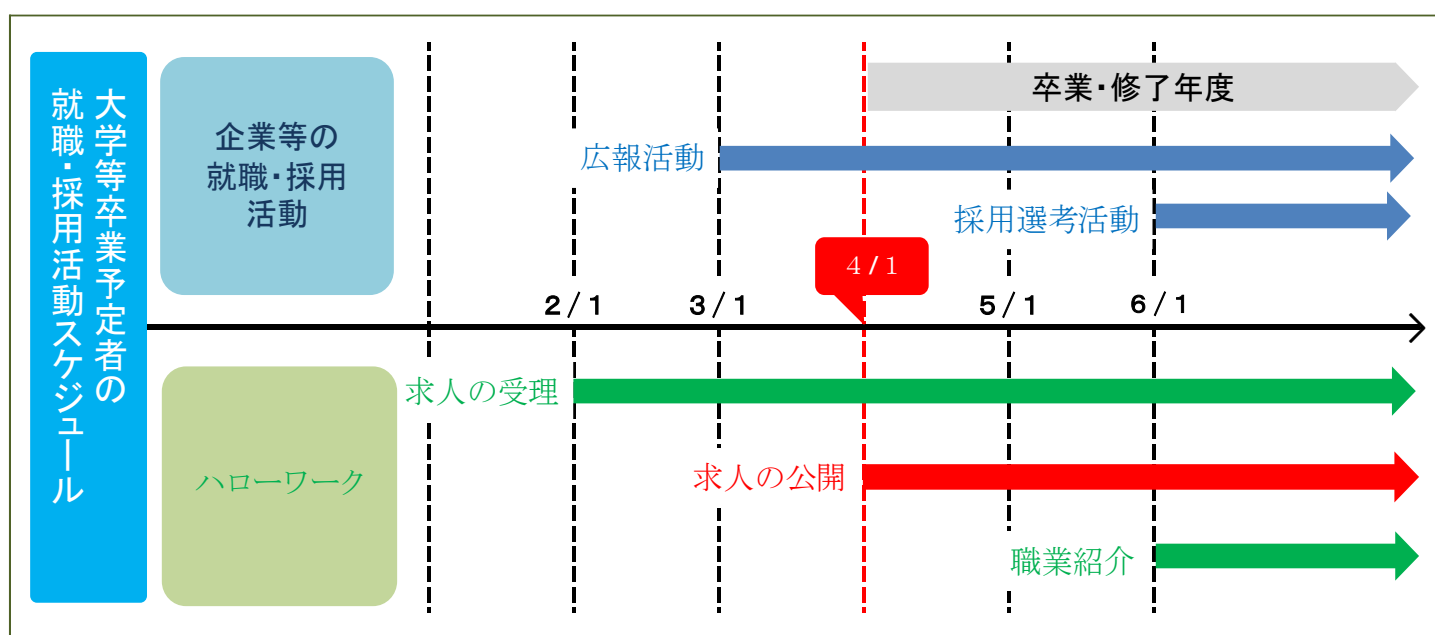 大学等卒業予定者の
就職・採用活動スケジュール
企業等の
就職・採用
活動
卒業・修了年度
広報活動
採用選考活動
4/1
2/1
3/1
5/1
6/1
ハローワーク
求人の受理
求人の公開
職業紹介